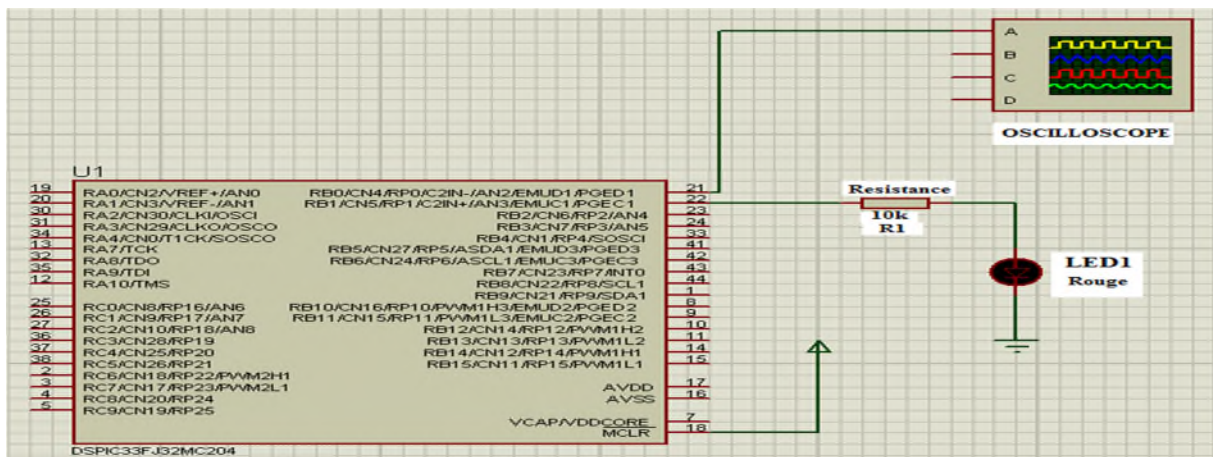 A
B
C
D
OSCILLOSCOPE
U1
19 RA0/CN2/VREF+/AN0
20 RA1/CN3/VREF-/AN1
30 RA2/CN30/CLKI/OSCI
31 RA3/CN29/CLKO/OSCO
34 RA4/CN0/T1CK/SOSCO
13 RA7/TCK
32 RA8/TDO
35 RA9/TDI
12 RA10/TMS
25 RC0/CN8/RP16/AN6
26 RC1/CN9/RP17/AN7
27 RC2/CN10/RP18/AN8
36 RC3/CN28/RP19
37 RC4/CN25/RP20
38 RC5/CN26/RP21
2 RC6/CN18/RP22/PWM2H1
3 RC7/CN17/RP23/PWM2L1
4 RC8/CN20/RP24
5 RC9/CN19/RP25
RB0/CN4/RP0/C2IN-/AN2/EMUD1/PGED1 21
RB1/CN5/RP1/C2IN+/AN3/EMUC1/PGEC1 22
RB2/CN6/RP2/AN4 23
RB3/CN7/RP3/AN5 24
RB4/CN1/RP4/SOSCI 33
RB5/CN27/RP5/ASDA1/EMUD3/PGED3 41
RB6/CN24/RP6/ASCL1/EMUC3/PGEC3 42
RB7/CN23/RP7/INT0 43
RB8/CN22/RP8/SCL1 44
RB9/CN21/RP9/SDA1 1
RB10/CN16/RP10/PWM1H3/EMUD2/PGED2 8
RB11/CN15/RP11/PWM1L3/EMUC2/PGEC2 9
RB12/CN14/RP12/PWM1H2 10
RB13/CN13/RP13/PWM1L2 11
RB14/CN12/RP14/PWM1H1 14
RB15/CN11/RP15/PWM1L1 15
AVDD 17
AVSS 16
VCAP/VDDCORE 7
MCLR 18
DSPIC33FJ32MC204
Resistance
10k
R1
LED1
Rouge